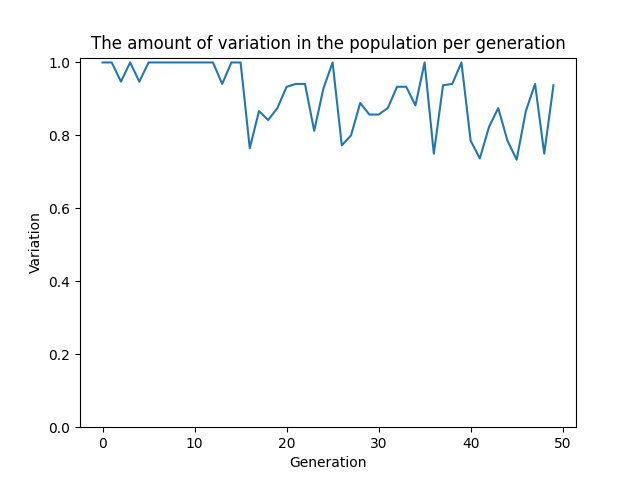 The amount of variation in the population per generation
1.0
0.8
0.6
0.4
0.2
0.0
Variation
0 10 20 30 40 50
Generation